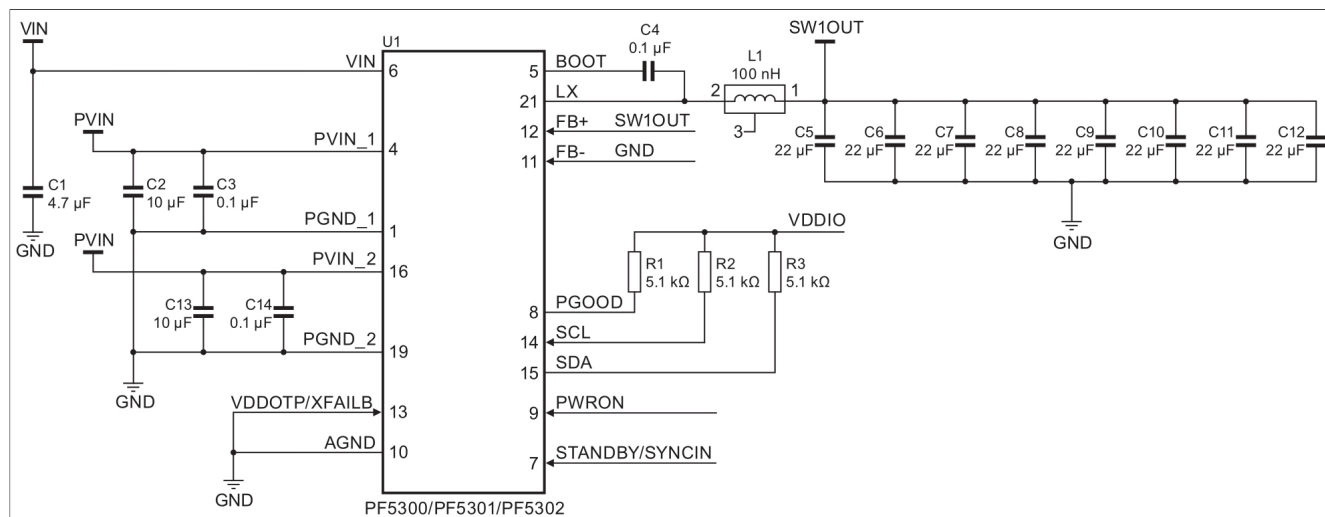 VIN
U1
VIN
6
PVIN
PVIN_1
4
C1
4.7 µF
C2
10 µF
C3
0.1 µF
GND
PGND_1
1
PVIN
PVIN_2
16
C13
10 µF
C14
0.1 µF
PGND_2
19
GND
VDDOTP/XFAILB
13
AGND
10
GND
PF5300/PF5301/PF5302
5
BOOT
C4
0.1 µF
21
LX
L1
100 nH
2
1
3
SW1OUT
12
FB+
SW1OUT
11
FB-
GND
C5
22 µF
C6
22 µF
C7
22 µF
C8
22 µF
C9
22 µF
C10
22 µF
C11
22 µF
C12
22 µF
GND
VDDIO
R1
5.1 kΩ
R2
5.1 kΩ
R3
5.1 kΩ
8
PGOOD
14
SCL
15
SDA
9
PWRON
7
STANDBY/SYNCIN